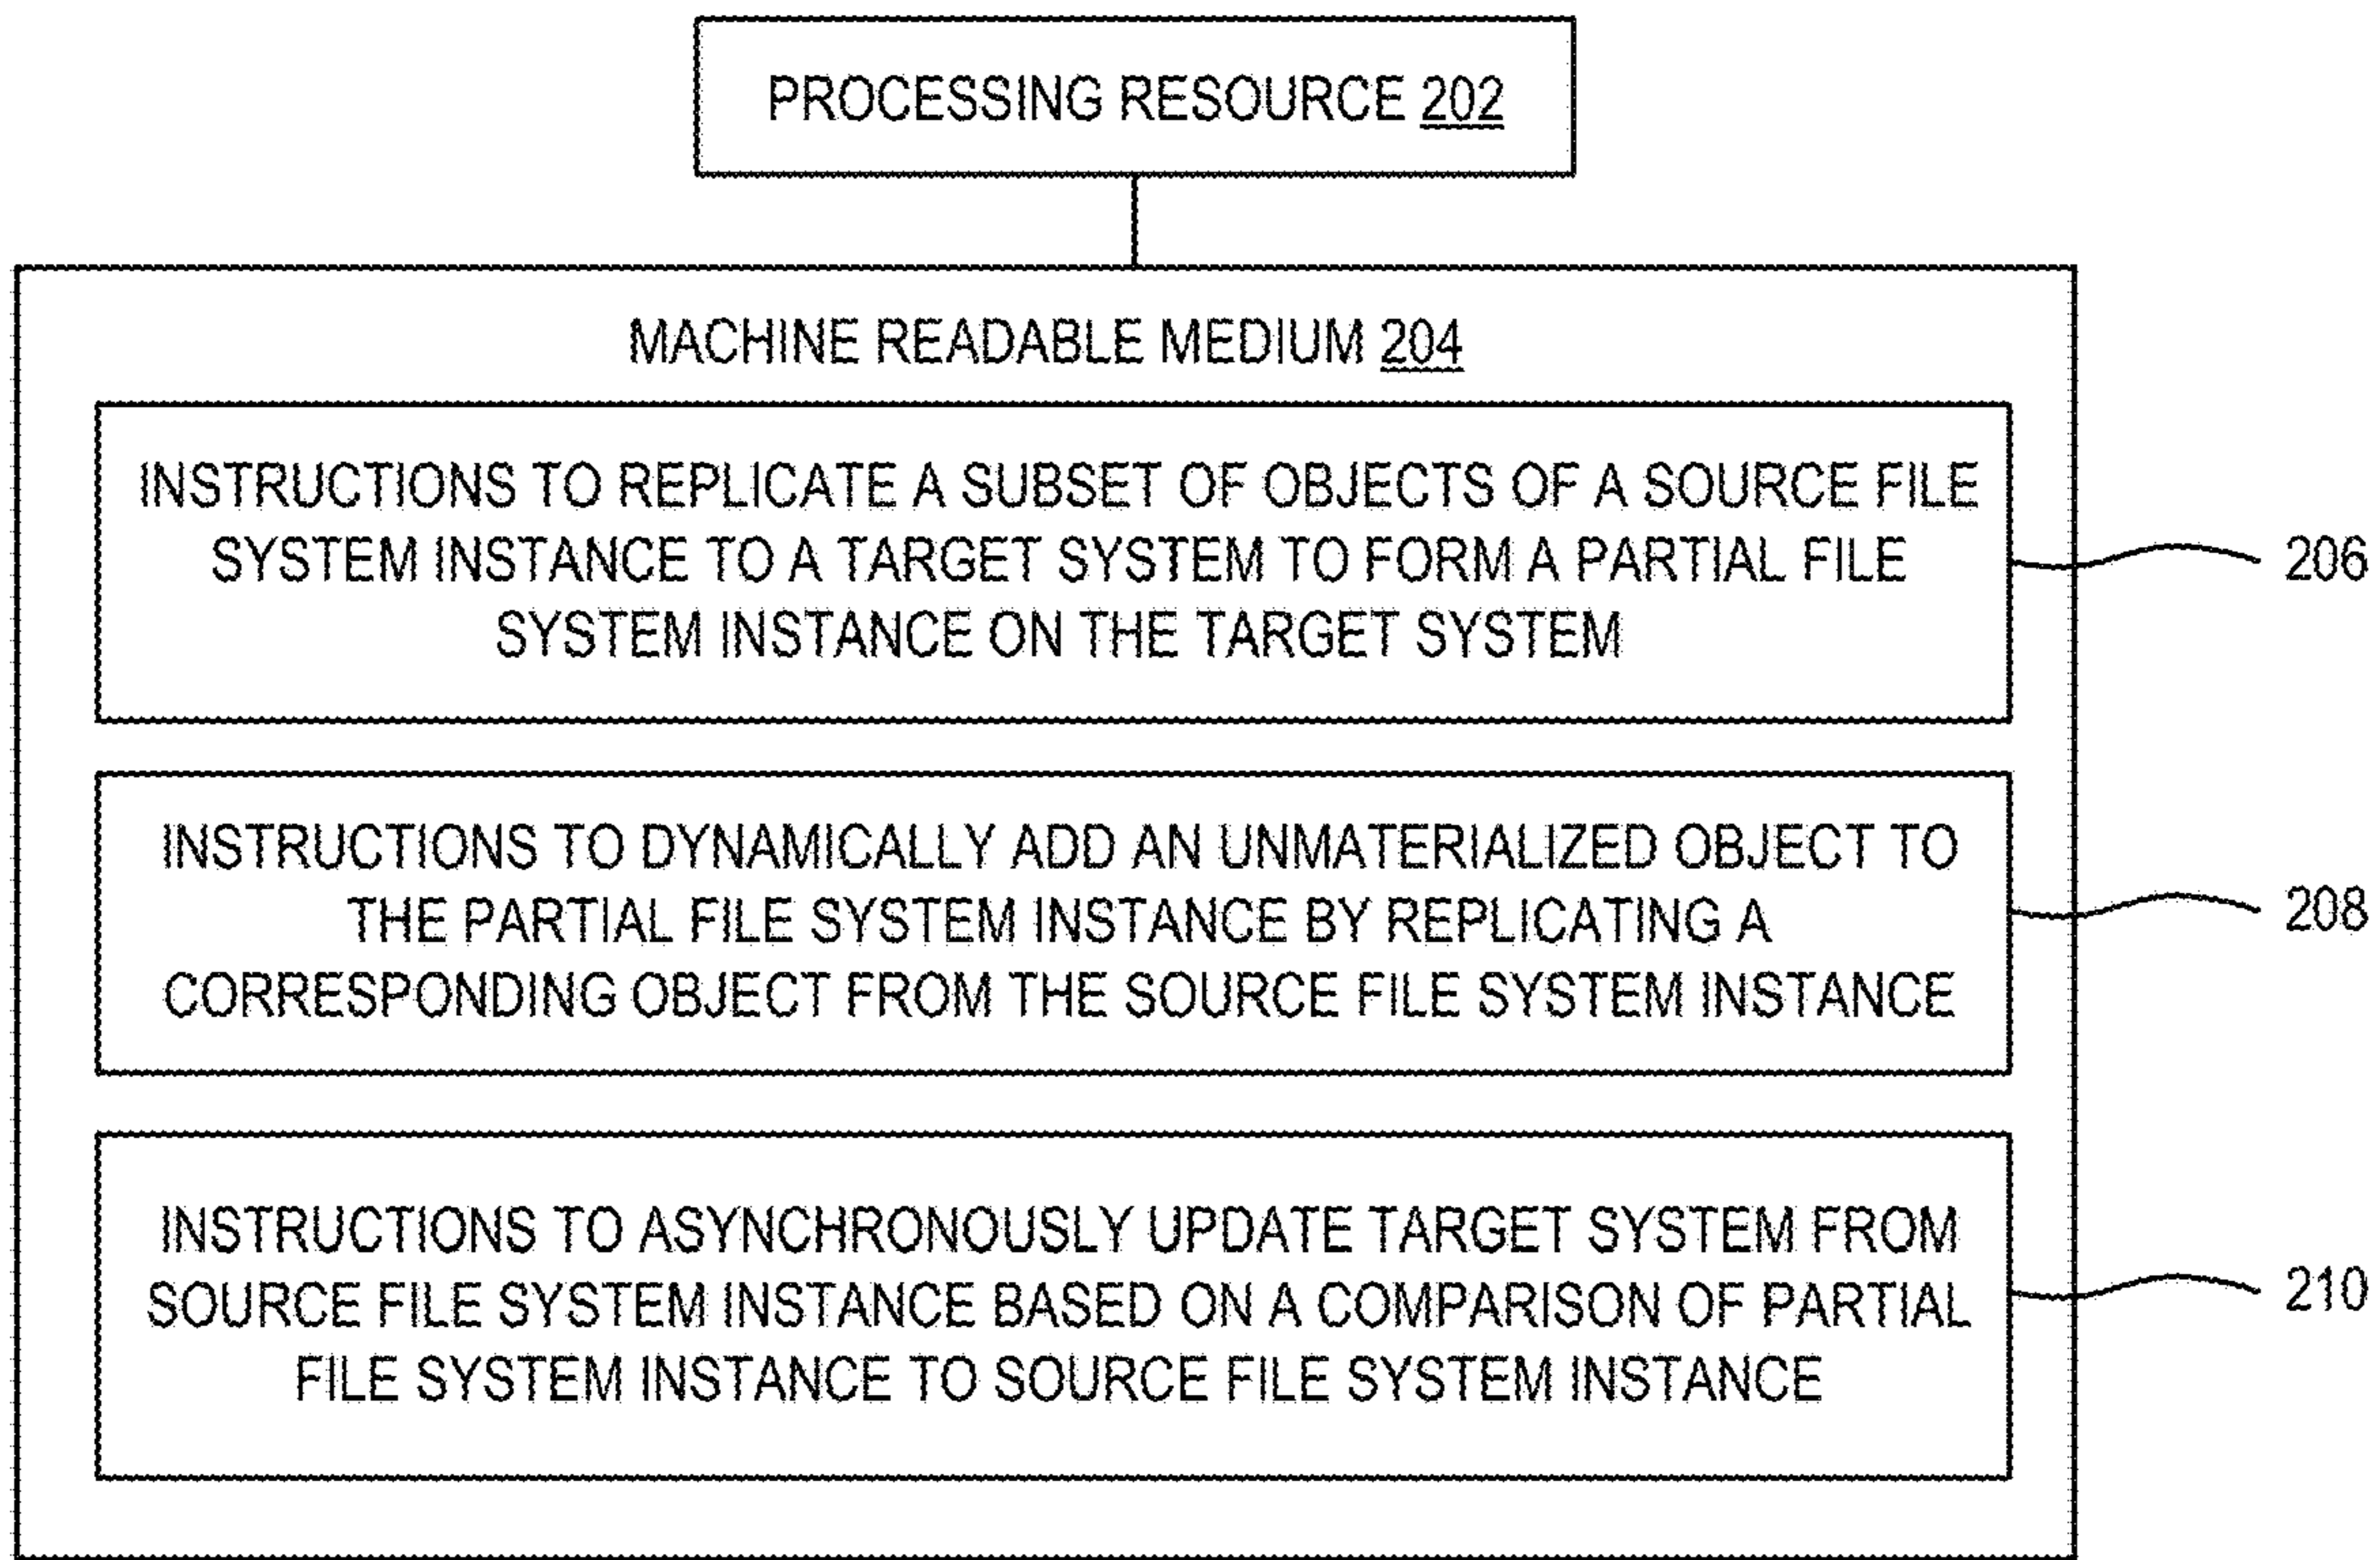 PROCESSING RESOURCE 202
MACHINE READABLE MEDIUM 204
INSTRUCTIONS TO REPLICATE A SUBSET OF OBJECTS OF A SOURCE FILE
SYSTEM INSTANCE TO A TARGET SYSTEM TO FORM A PARTIAL FILE
SYSTEM INSTANCE ON THE TARGET SYSTEM
206
INSTRUCTIONS TO DYNAMICALLY ADD AN UNMATERIALIZED OBJECT TO
THE PARTIAL FILE SYSTEM INSTANCE BY REPLICATING A
CORRESPONDING OBJECT FROM THE SOURCE FILE SYSTEM INSTANCE
208
INSTRUCTIONS TO ASYNCHRONOUSLY UPDATE TARGET SYSTEM FROM
SOURCE FILE SYSTEM INSTANCE BASED ON A COMPARISON OF PARTIAL
FILE SYSTEM INSTANCE TO SOURCE FILE SYSTEM INSTANCE
210